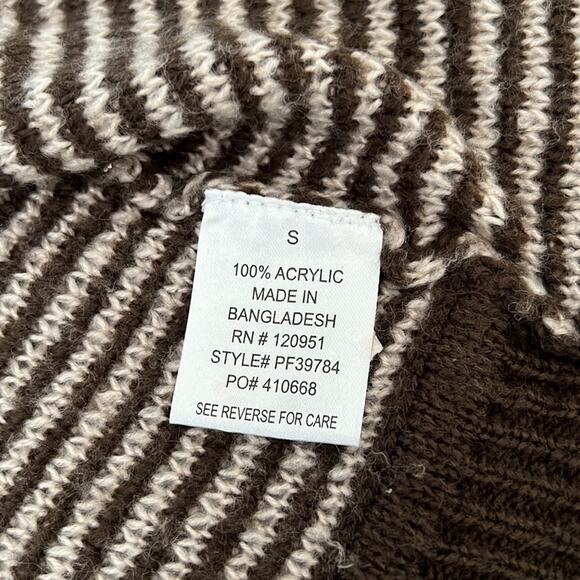 S
100% ACRYLIC
MADE IN
BANGLADESH
RN # 120951
STYLE# PF39784
PO# 410668
SEE REVERSE FOR CARE